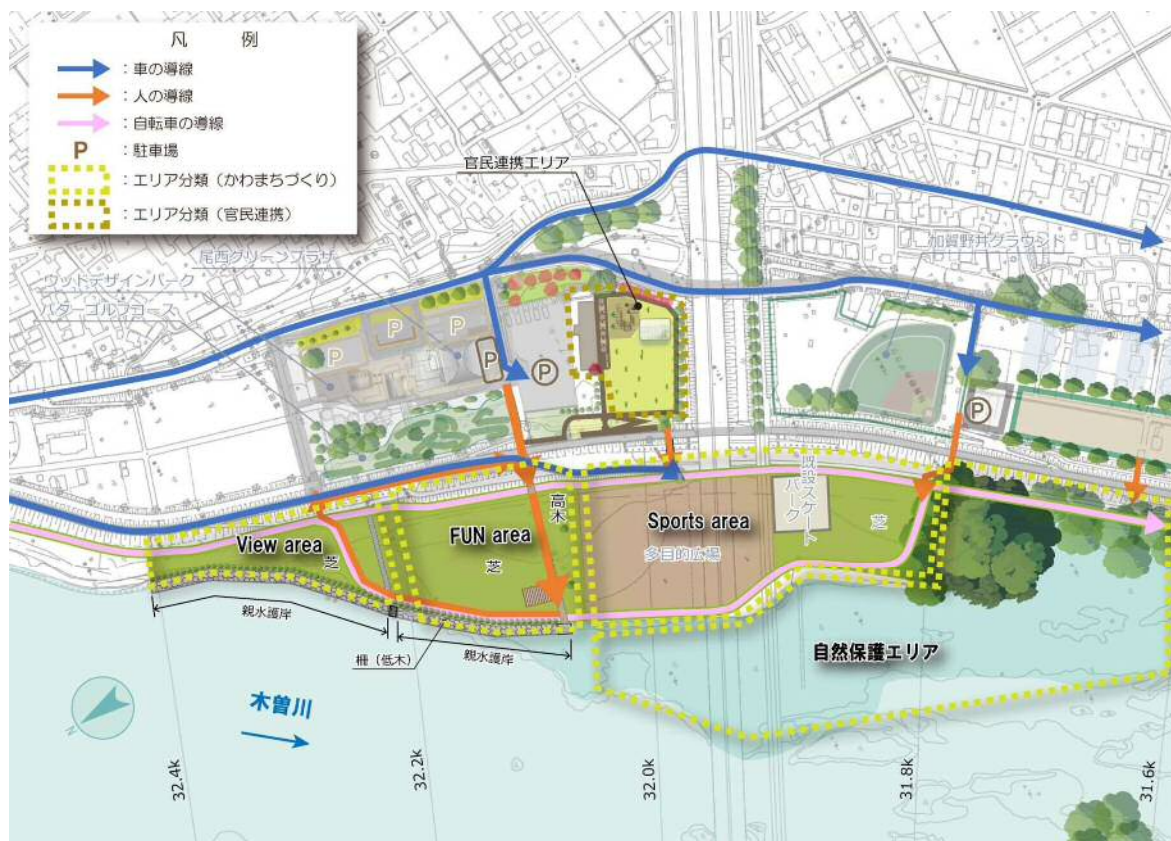 凡　例
：車の導線
：人の導線
：自転車の導線
P ：駐車場
：エリア分類（かわまちづくり）
：エリア分類（官民連携）
官民連携エリア
加賀野井グラウンド
尾西グリーンプラザ
ウッドデザインパーク
パターゴルフコース
P
P
P
P
P
P
View area
芝
FUN area
芝
高木
Sports area
多目的広場
既設スケート
パーク
芝
親水護岸
柵（低木）
親水護岸
自然保護エリア
木曽川
N
32.4k
32.2k
32.0k
31.8k
31.6k